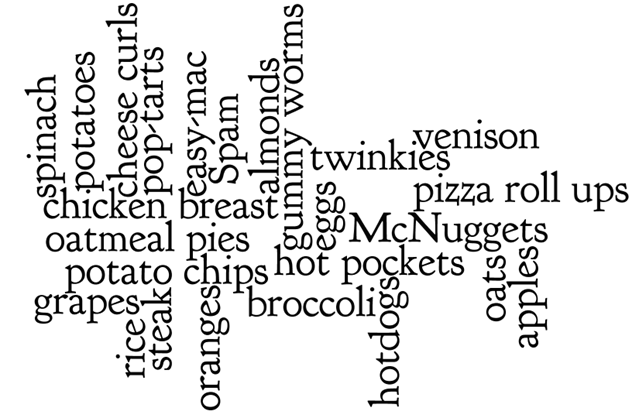 spinach
potatoes
cheese curls
pop-tarts
easy-mac
Spam
almonds
gummy worms
twinkies
venison
chicken breast
eggs
pizza roll ups
oatmeal pies
McNuggets
potato chips
hot pockets
grapes
broccoli
oats
apples
rice
steak
oranges
hotdogs